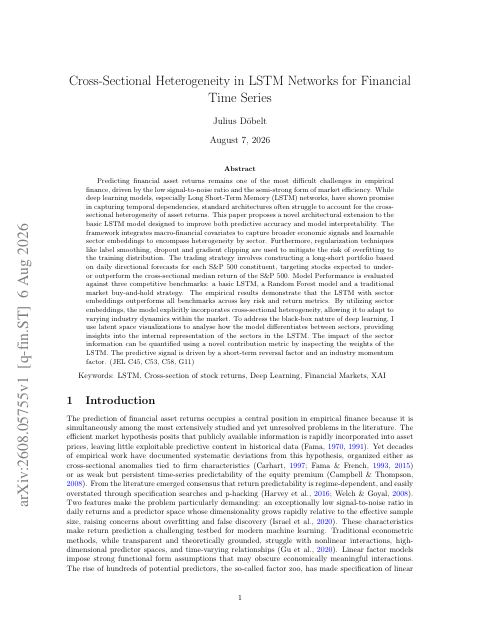 Cross-Sectional Heterogeneity in LSTM Networks for Financial
Time Series
Julius Döbelt
August 7, 2026
Abstract
Predicting financial asset returns remains one of the most difficult challenges in empirical
finance, driven by the low signal-to-noise ratio and the semi-strong form of market efficiency. While
deep learning models, especially Long Short-Term Memory (LSTM) networks, have shown promise
in capturing temporal dependencies, standard architectures often struggle to account for the cross-
sectional heterogeneity of asset returns. This paper proposes a novel architectural extension to the
basic LSTM model designed to improve both predictive accuracy and model interpretability. The
framework integrates macro-financial covariates to capture broader economic signals and learnable
sector embeddings to encompass heterogeneity by sector. Furthermore, regularization techniques
like label smoothing, dropout and gradient clipping are used to mitigate the risk of overfitting to
the training distribution. The trading strategy involves constructing a long-short portfolio based
on daily directional forecasts for each S&P 500 constituent, targeting stocks expected to under-
or outperform the cross-sectional median return of the S&P 500. Model Performance is evaluated
against three competitive benchmarks: a basic LSTM, a Random Forest model and a traditional
market buy-and-hold strategy. The empirical results demonstrate that the LSTM with sector
embeddings outperforms all benchmarks across key risk and return metrics. By utilizing sector
embeddings, the model explicitly incorporates cross-sectional heterogeneity, allowing it to adapt to
varying industry dynamics within the market. To address the black-box nature of deep learning, I
use latent space visualizations to analyse how the model differentiates between sectors, providing
insights into the internal representation of the sectors in the LSTM. The impact of the sector
information can be quantified using a novel contribution metric by inspecting the weights of the
LSTM. The predictive signal is driven by a short-term reversal factor and an industry momentum
factor. (JEL C45, C53, C58, G11)
Keywords: LSTM, Cross-section of stock returns, Deep Learning, Financial Markets, XAI
1 Introduction
The prediction of financial asset returns occupies a central position in empirical finance because it is
simultaneously among the most extensively studied and yet unresolved problems in the literature. The
efficient market hypothesis posits that publicly available information is rapidly incorporated into asset
prices, leaving little exploitable predictive content in historical data (Fama, 1970, 1991). Yet decades
of empirical work have documented systematic deviations from this hypothesis, organized either as
cross-sectional anomalies tied to firm characteristics (Carhart, 1997; Fama & French, 1993, 2015)
or as weak but persistent time-series predictability of the equity premium (Campbell & Thompson,
2008). From the literature emerged consensus that return predictability is regime-dependent, and easily
overstated through specification searches and p-hacking (Harvey et al., 2016; Welch & Goyal, 2008).
Two features make the problem particularly demanding: an exceptionally low signal-to-noise ratio in
daily returns and a predictor space whose dimensionality grows rapidly relative to the effective sample
size, raising concerns about overfitting and false discovery (Israel et al., 2020). These characteristics
make return prediction a challenging testbed for modern machine learning. Traditional econometric
methods, while transparent and theoretically grounded, struggle with nonlinear interactions, high-
dimensional predictor spaces, and time-varying relationships (Gu et al., 2020). Linear factor models
impose strong functional form assumptions that may obscure economically meaningful interactions.
The rise of hundreds of potential predictors, the so-called factor zoo, has made specification of linear
1
arXiv:2608.05755v1 [q-fin.ST] 6 Aug 2026